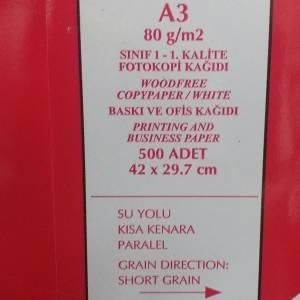 A3
80 g/m2
SINIF 1 - 1. KALİTE
FOTOKOPİ KAĞIDI
WOODFREE
COPYPAPER / WHITE
BASKI VE OFİS KAĞIDI
PRINTING AND
BUSINESS PAPER
500 ADET
42 x 29.7 cm
SU YOLU
KISA KENARA
PARALEL
GRAIN DIRECTION:
SHORT GRAIN